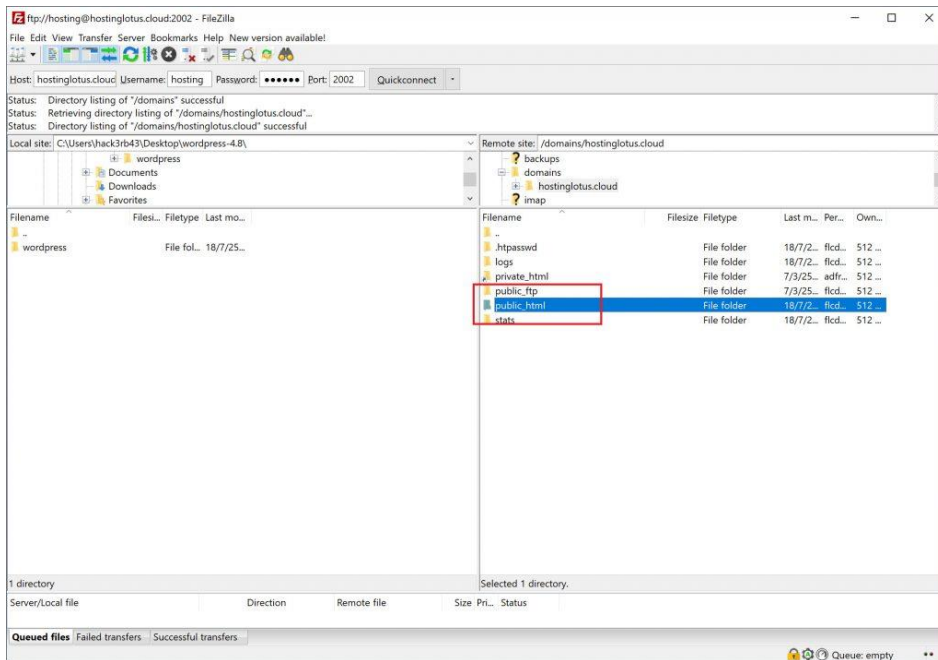 ftp://hosting@hostinglotus.cloud:2002 - FileZilla
File Edit View Transfer Server Bookmarks Help New version available!
Host: hostinglotus.cloud Username: hosting Password: ●●●●●● Port: 2002 Quickconnect
Status: Directory listing of "/domains" successful
Status: Retrieving directory listing of "/domains/hostinglotus.cloud"...
Status: Directory listing of "/domains/hostinglotus.cloud" successful
Local site: C:\Users\hack3rb43\Desktop\wordpress-4.8\
wordpress
Documents
Downloads
Favorites
Remote site: /domains/hostinglotus.cloud
? backups
domains
hostinglotus.cloud
? imap
Filename Filesi... Filetype Last mo...
..
wordpress File fol... 18/7/25...
1 directory
Filename Filesize Filetype Last m... Per... Own...
..
.htpasswd File folder 18/7/2... flcd... 512 ...
logs File folder 18/7/2... flcd... 512 ...
private_html File folder 7/3/25... adfr... 512 ...
public_ftp File folder 7/3/25... flcd... 512 ...
public_html File folder 18/7/2... flcd... 512 ...
stats File folder 18/7/2... flcd... 512 ...
Selected 1 directory.
Server/Local file Direction Remote file Size Pri... Status
Queued files Failed transfers Successful transfers
Queue: empty